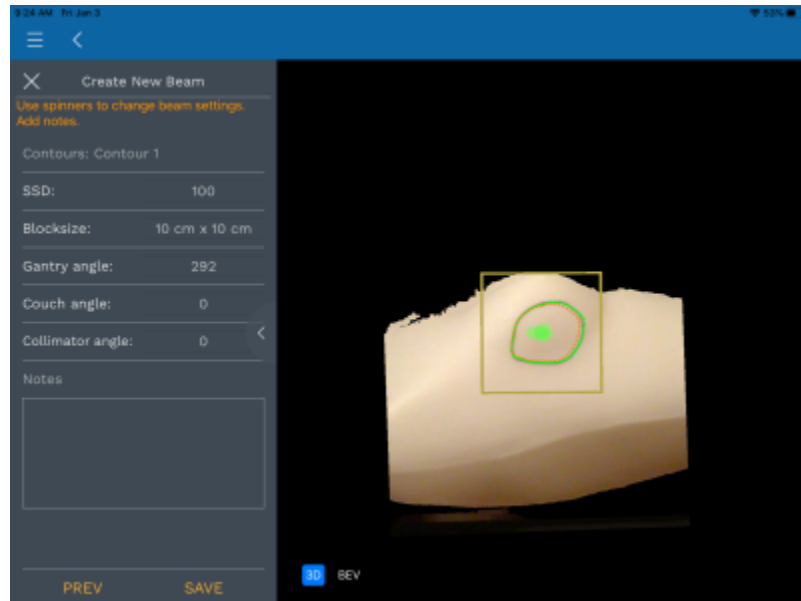 9:24 AM Fri Jan 3
53%
Create New Beam
Use spinners to change beam settings.
Add notes.
Contours: Contour 1
SSD: 100
Blocksize: 10 cm x 10 cm
Gantry angle: 292
Couch angle: 0
Collimator angle: 0
Notes
PREV SAVE
3D BEV